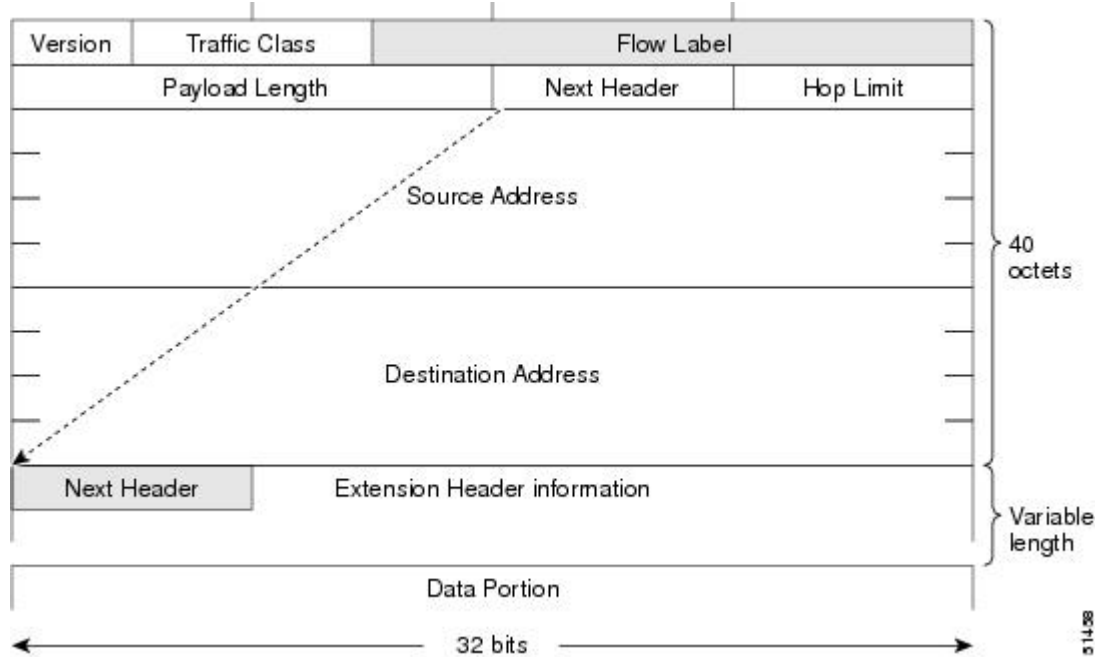 Version Traffic Class Flow Label
Payload Length Next Header Hop Limit
Source Address
40
octets
Destination Address
Next Header Extension Header information
Variable
length
Data Portion
32 bits
51458